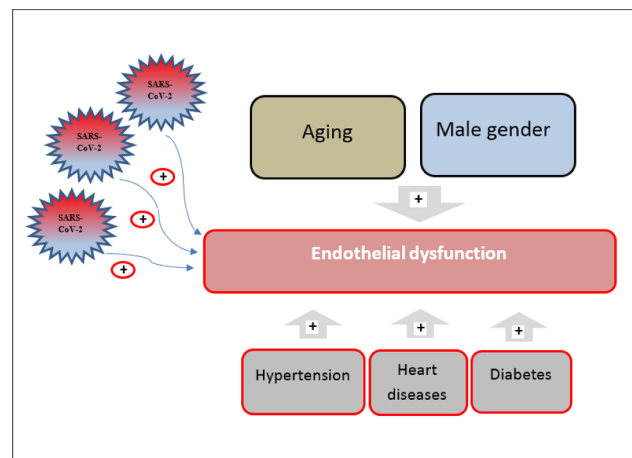 SARS-
CoV-2
SARS-
CoV-2
SARS-
CoV-2
+
+
+
Aging
Male gender
+
Endothelial dysfunction
+
+
+
Hypertension
Heart
diseases
Diabetes